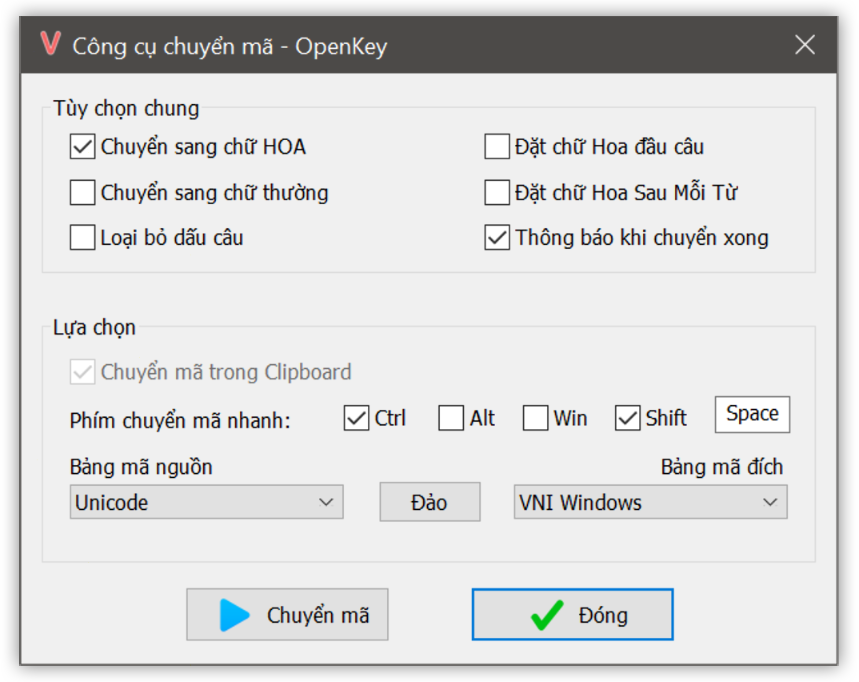 Công cụ chuyển mã - OpenKey
Tùy chọn chung
Chuyển sang chữ HOA
Đặt chữ Hoa đầu câu
Chuyển sang chữ thường
Đặt chữ Hoa Sau Mỗi Từ
Loại bỏ dấu câu
Thông báo khi chuyển xong
Lựa chọn
Chuyển mã trong Clipboard
Phím chuyển mã nhanh: Ctrl Alt Win Shift Space
Bảng mã nguồn
Bảng mã đích
Unicode Đảo VNI Windows
Chuyển mã Đóng